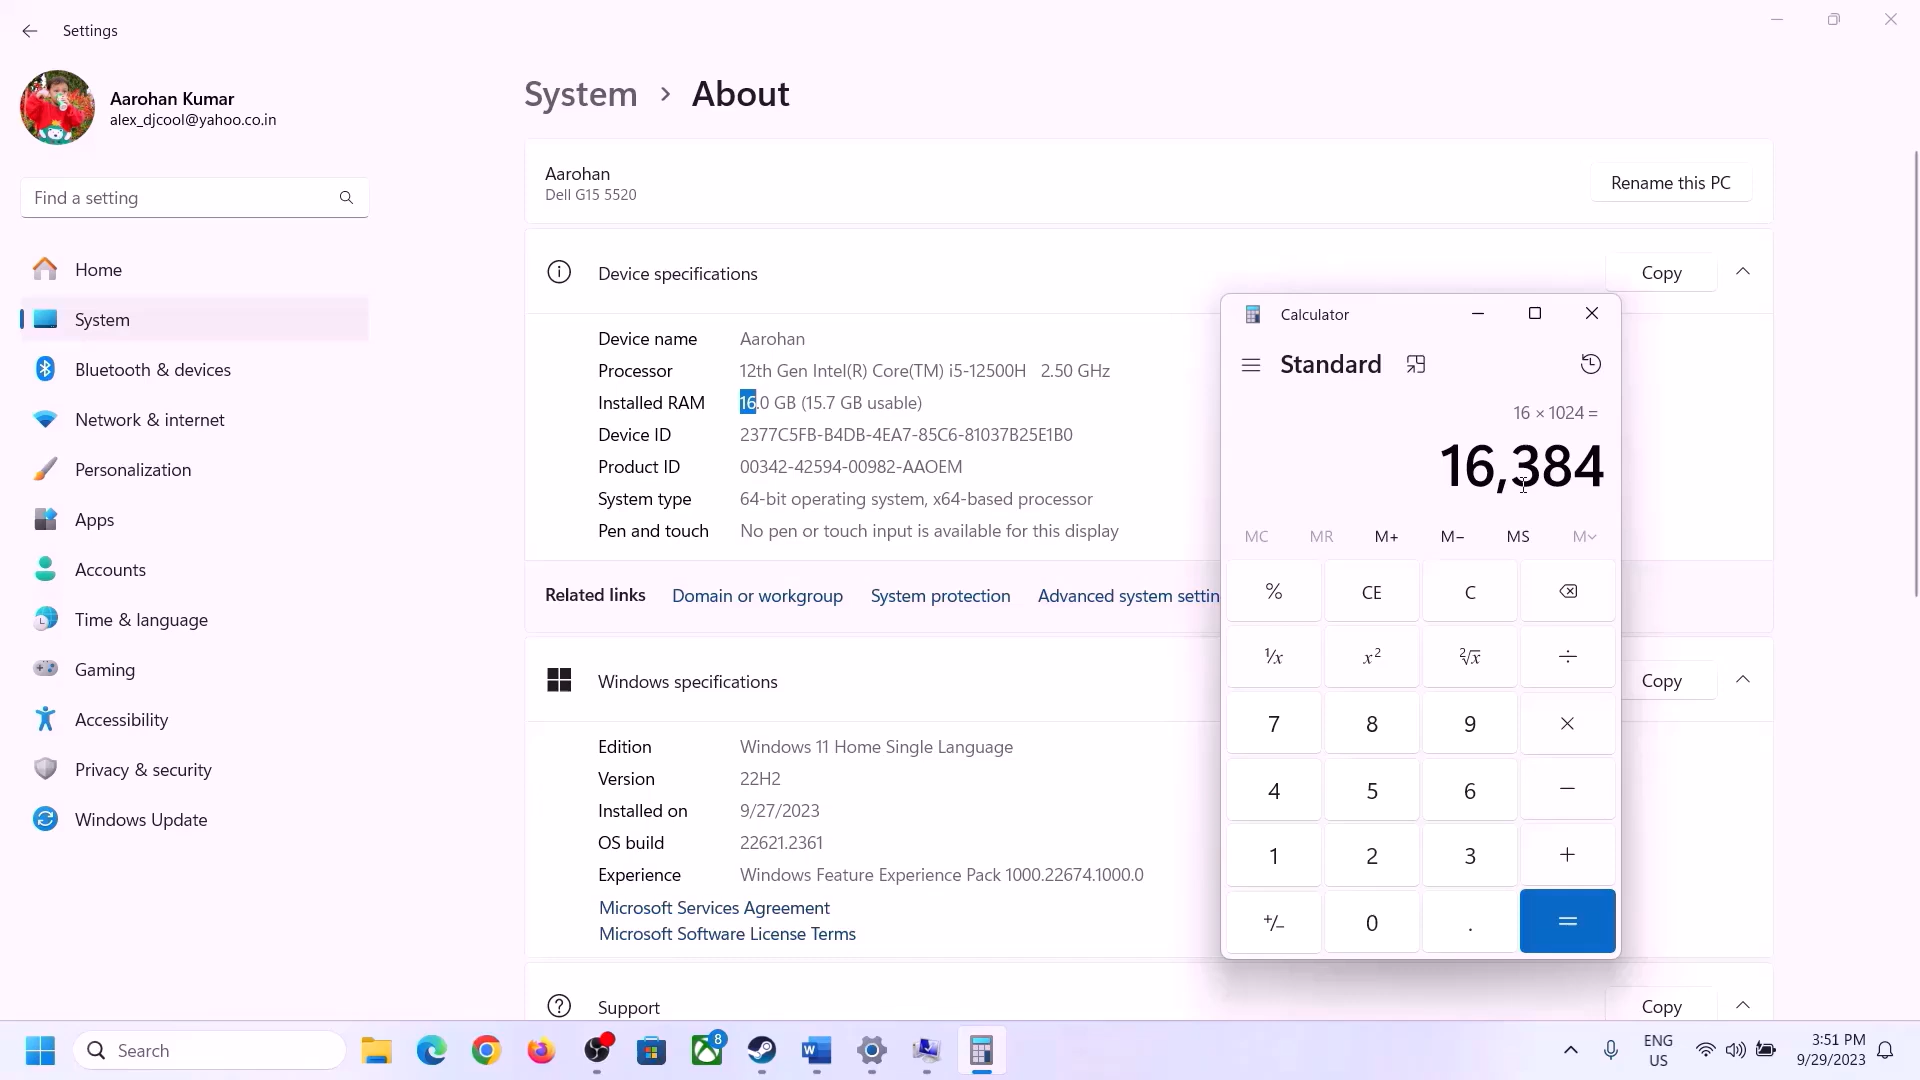 Settings
Aarohan Kumar
alex_djcool@yahoo.co.in
Find a setting
Home
System
Bluetooth & devices
Network & internet
Personalization
Apps
Accounts
Time & language
Gaming
Accessibility
Privacy & security
Windows Update
System > About
Aarohan
Dell G15 5520
Rename this PC
Device specifications
Copy
Device name Aarohan
Processor 12th Gen Intel(R) Core(TM) i5-12500H 2.50 GHz
Installed RAM 16.0 GB (15.7 GB usable)
Device ID 2377C5FB-B4DB-4EA7-85C6-81037B25E1B0
Product ID 00342-42594-00982-AAOEM
System type 64-bit operating system, x64-based processor
Pen and touch No pen or touch input is available for this display
Related links Domain or workgroup System protection Advanced system settin
Windows specifications
Copy
Edition Windows 11 Home Single Language
Version 22H2
Installed on 9/27/2023
OS build 22621.2361
Experience Windows Feature Experience Pack 1000.22674.1000.0
Microsoft Services Agreement
Microsoft Software License Terms
Support
Copy
Calculator
Standard
16 × 1024 =
16,384
MC MR M+ M− MS M
% CE C
⅟x x² ²√x ÷
7 8 9 ×
4 5 6 −
1 2 3 +
+/− 0 . =
Search
8
W
ENG
US
3:51 PM
9/29/2023